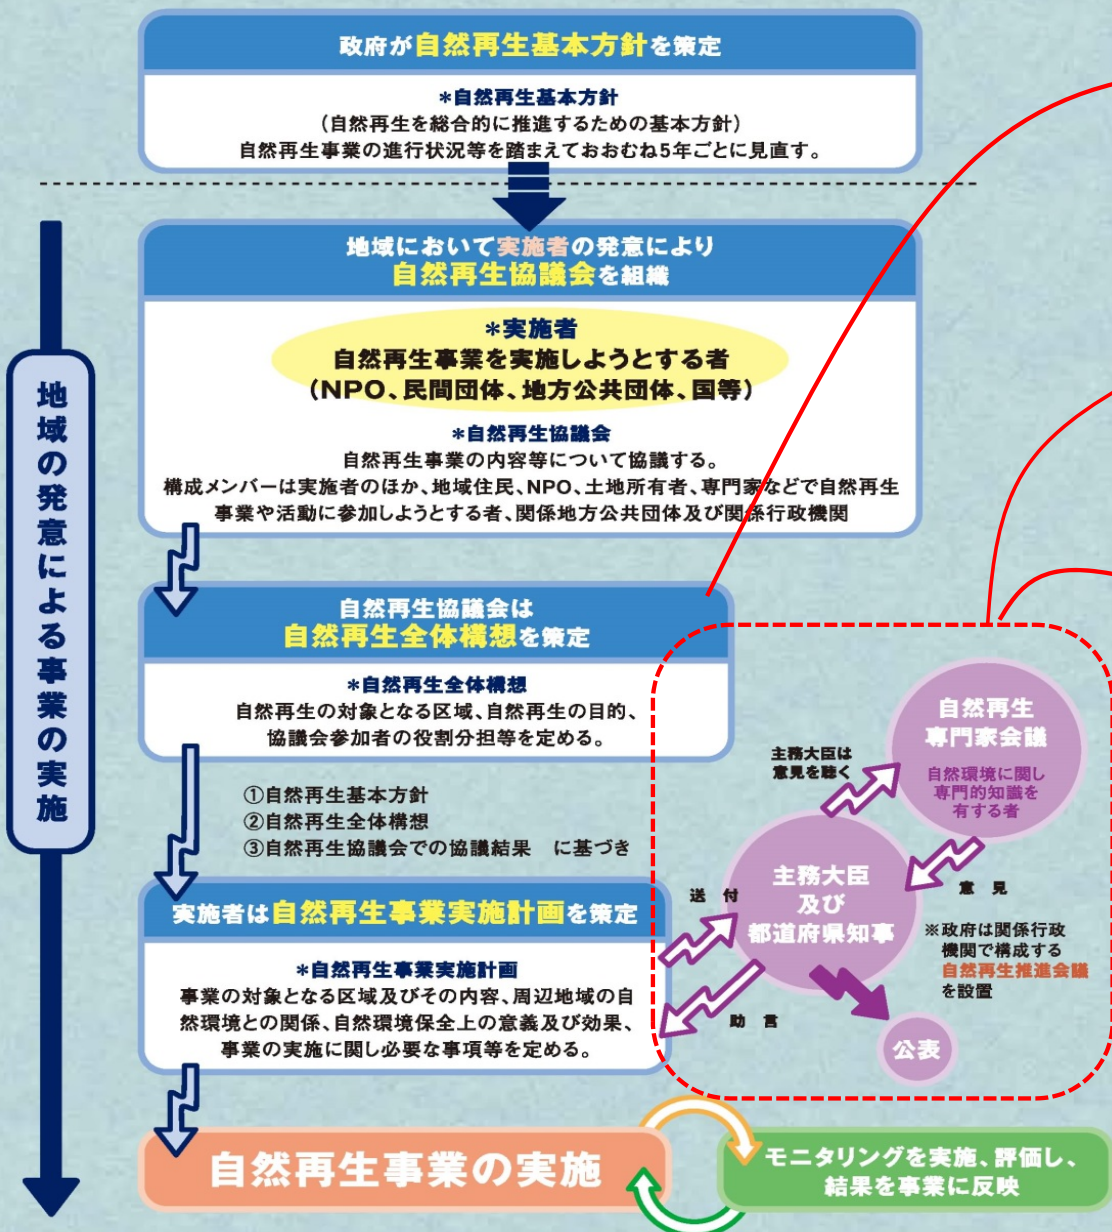 政府が自然再生基本方針を策定
*自然再生基本方針
(自然再生を総合的に推進するための基本方針)
自然再生事業の進行状況等を踏まえておおむね5年ごとに見直す。
地域の発意による事業の実施
地域において実施者の発意により
自然再生協議会を組織
*実施者
自然再生事業を実施しようとする者
(NPO、民間団体、地方公共団体、国等)
*自然再生協議会
自然再生事業の内容等について協議する。
構成メンバーは実施者のほか、地域住民、NPO、土地所有者、専門家などで自然再生
事業や活動に参加しようとする者、関係地方公共団体及び関係行政機関
自然再生協議会は
自然再生全体構想を策定
*自然再生全体構想
自然再生の対象となる区域、自然再生の目的、
協議会参加者の役割分担等を定める。
①自然再生基本方針
②自然再生全体構想
③自然再生協議会での協議結果 に基づき
実施者は自然再生事業実施計画を策定
*自然再生事業実施計画
事業の対象となる区域及びその内容、周辺地域の自
然環境との関係、自然環境保全上の意義及び効果、
事業の実施に関し必要な事項等を定める。
自然再生
専門家会議
自然環境に関し
専門的知識を
有する者
主務大臣は
意見を聴く
主務大臣
及び
都道府県知事
意見
送付
助言
※政府は関係行政
機関で構成する
自然再生推進会議
を設置
公表
自然再生事業の実施
モニタリングを実施、評価し、
結果を事業に反映